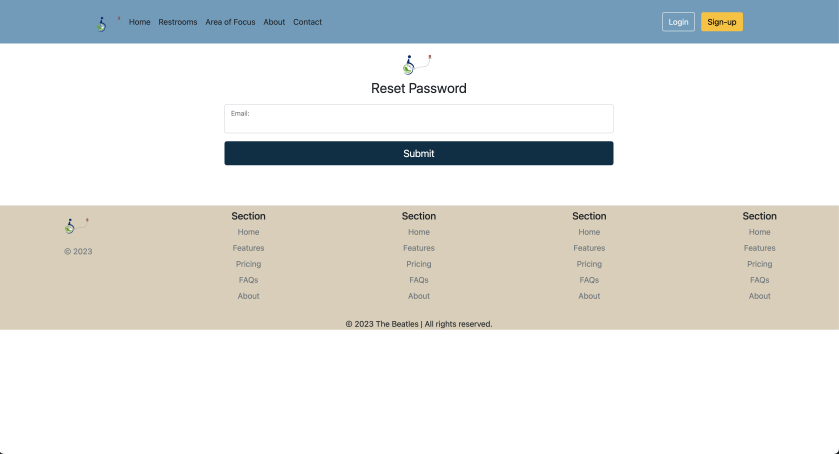 Home Restrooms Area of Focus About Contact Login Sign-up
Reset Password
Email:
Submit
Section Section Section Section
Home Home Home Home
Features Features Features Features
© 2023
Pricing Pricing Pricing Pricing
FAQs FAQs FAQs FAQs
About About About About
© 2023 The Beatles | All rights reserved.